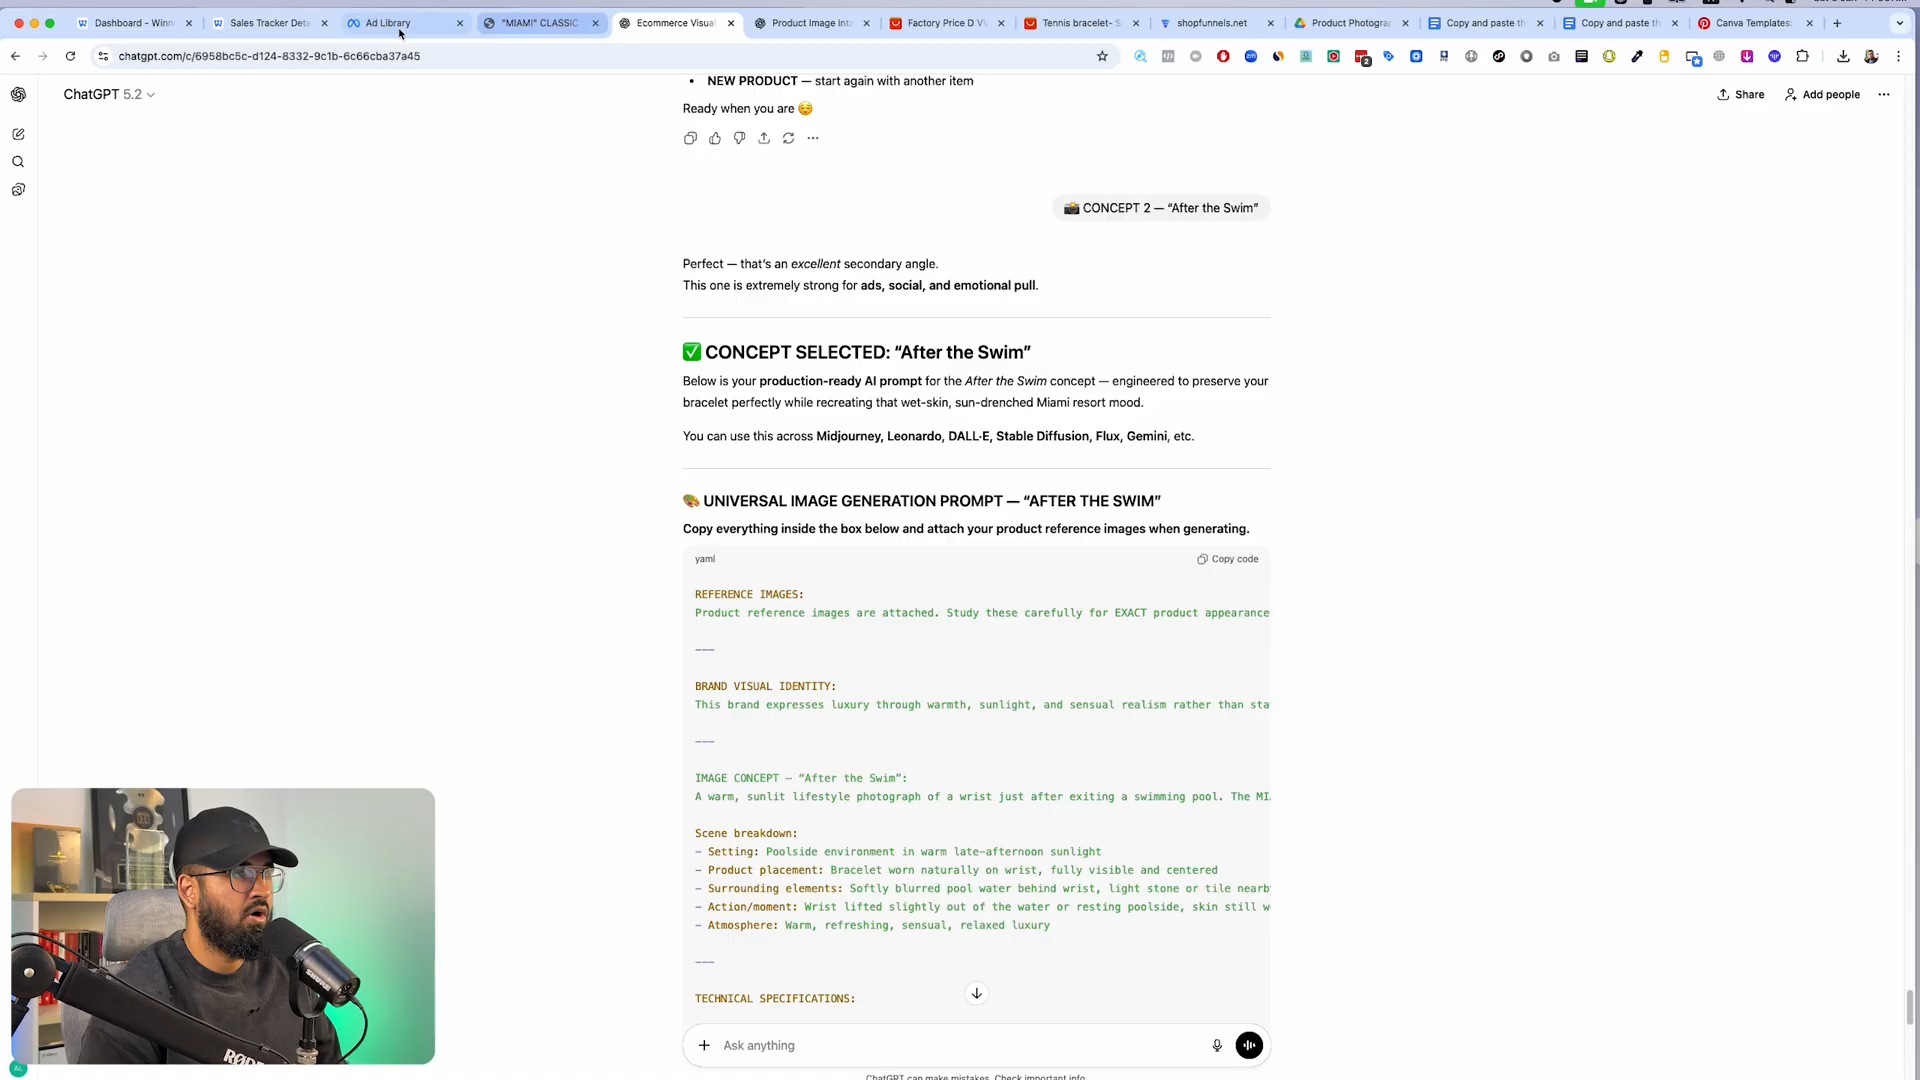 Dashboard - Winn
Sales Tracker Deta
Ad Library
"MIAMI" CLASSIC
Ecommerce Visual
Product Image Inta
Factory Price D V
Tennis bracelet- S
shopfunnels.net
Product Photogra
Copy and paste th
Copy and paste th
Canva Templates:
chatgpt.com/c/6958bc5c-d124-8332-9c1b-6c66cba37a45
2
ChatGPT 5.2
Share
Add people
• NEW PRODUCT — start again with another item
Ready when you are 😌
📸 CONCEPT 2 — “After the Swim”
Perfect — that’s an excellent secondary angle.
This one is extremely strong for ads, social, and emotional pull.
✅ CONCEPT SELECTED: “After the Swim”
Below is your production-ready AI prompt for the After the Swim concept — engineered to preserve your
bracelet perfectly while recreating that wet-skin, sun-drenched Miami resort mood.
You can use this across Midjourney, Leonardo, DALL·E, Stable Diffusion, Flux, Gemini, etc.
🎨 UNIVERSAL IMAGE GENERATION PROMPT — “AFTER THE SWIM”
Copy everything inside the box below and attach your product reference images when generating.
yaml
Copy code
REFERENCE IMAGES:
Product reference images are attached. Study these carefully for EXACT product appearance
———
BRAND VISUAL IDENTITY:
This brand expresses luxury through warmth, sunlight, and sensual realism rather than sta
———
IMAGE CONCEPT — “After the Swim”:
A warm, sunlit lifestyle photograph of a wrist just after exiting a swimming pool. The MI
Scene breakdown:
- Setting: Poolside environment in warm late-afternoon sunlight
- Product placement: Bracelet worn naturally on wrist, fully visible and centered
- Surrounding elements: Softly blurred pool water behind wrist, light stone or tile nearb
- Action/moment: Wrist lifted slightly out of the water or resting poolside, skin still w
- Atmosphere: Warm, refreshing, sensual, relaxed luxury
———
TECHNICAL SPECIFICATIONS:
Ask anything
ChatGPT can make mistakes. Check important info.
SHURE
RØDE
AL